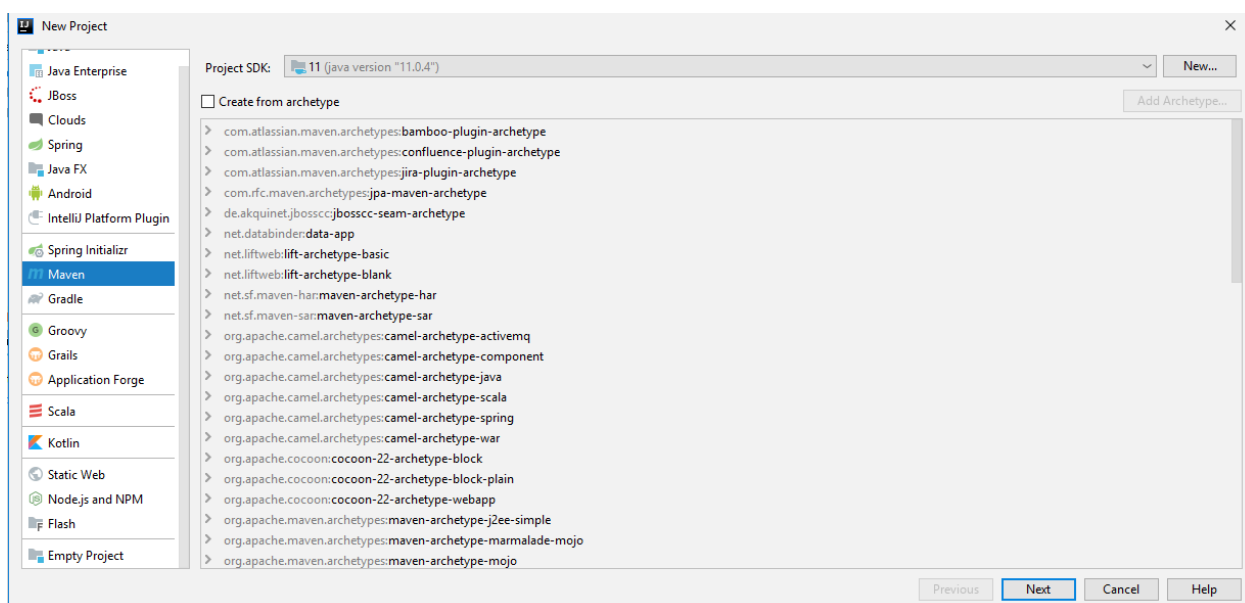 New Project
Java Enterprise
JBoss
Clouds
Spring
Java FX
Android
IntelliJ Platform Plugin
Spring Initializr
Maven
Gradle
Groovy
Grails
Application Forge
Scala
Kotlin
Static Web
Node.js and NPM
Flash
Empty Project
Project SDK: 11 (java version "11.0.4") New...
Create from archetype Add Archetype...
com.atlassian.maven.archetypes:bamboo-plugin-archetype
com.atlassian.maven.archetypes:confluence-plugin-archetype
com.atlassian.maven.archetypes:jira-plugin-archetype
com.rfc.maven.archetypes:jpa-maven-archetype
de.akquinet.jbosscc:jbosscc-seam-archetype
net.databinder:data-app
net.liftweb:lift-archetype-basic
net.liftweb:lift-archetype-blank
net.sf.maven-har:maven-archetype-har
net.sf.maven-sar:maven-archetype-sar
org.apache.camel.archetypes:camel-archetype-activemq
org.apache.camel.archetypes:camel-archetype-component
org.apache.camel.archetypes:camel-archetype-java
org.apache.camel.archetypes:camel-archetype-scala
org.apache.camel.archetypes:camel-archetype-spring
org.apache.camel.archetypes:camel-archetype-war
org.apache.cocoon:cocoon-22-archetype-block
org.apache.cocoon:cocoon-22-archetype-block-plain
org.apache.cocoon:cocoon-22-archetype-webapp
org.apache.maven.archetypes:maven-archetype-j2ee-simple
org.apache.maven.archetypes:maven-archetype-marmalade-mojo
org.apache.maven.archetypes:maven-archetype-mojo
Previous Next Cancel Help